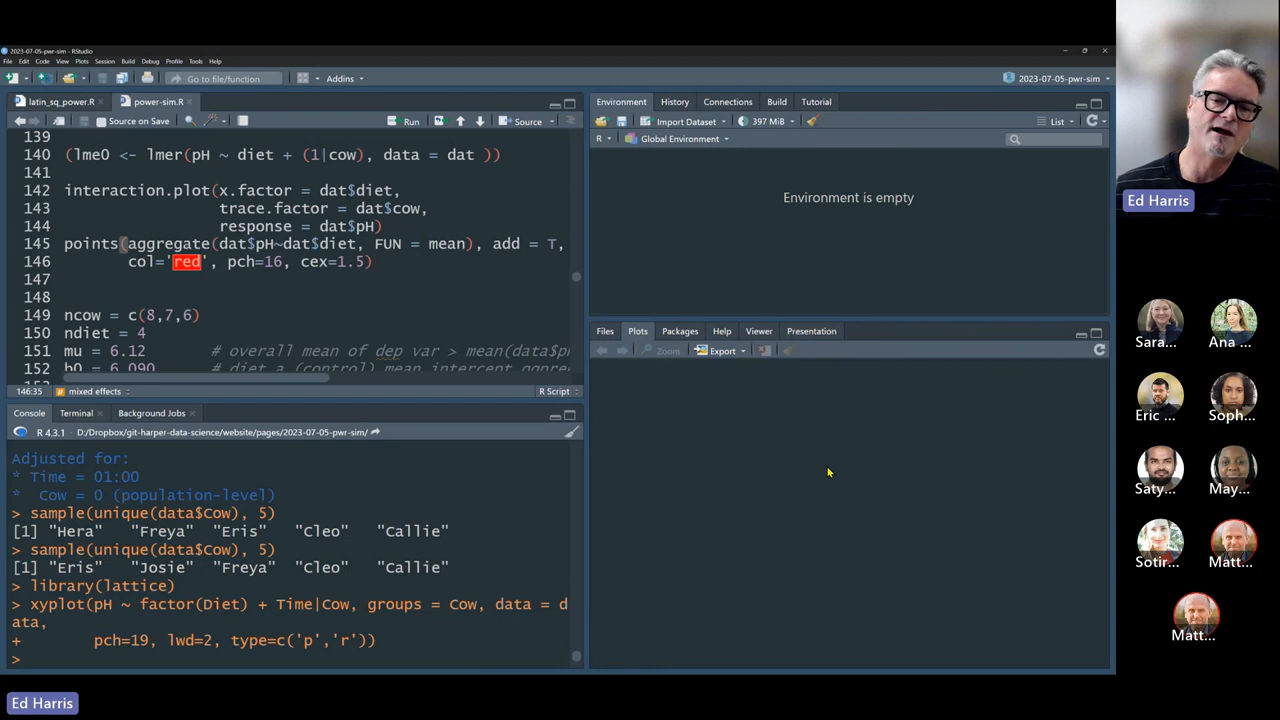 2023-07-05-pwr-sim - RStudio
File Edit Code View Plots Session Build Debug Profile Tools Help
Go to file/function Addins 2023-07-05-pwr-sim
latin_sq_power.R power-sim.R
Source on Save Run Source
139
140 (lme0 <- lmer(pH ~ diet + (1|cow), data = dat ))
141
142 interaction.plot(x.factor = dat$diet,
143 trace.factor = dat$cow,
144 response = dat$pH)
145 points(aggregate(dat$pH~dat$diet, FUN = mean), add = T,
146 col='red', pch=16, cex=1.5)
147
148
149 ncow = c(8,7,6)
150 ndiet = 4
151 mu = 6.12 # overall mean of dep var > mean(data$p
152 b0 = 6.090 # diet a (control) mean intercept
146:35 mixed effects R Script
Console Terminal Background Jobs
R 4.3.1 · D:/Dropbox/git-harper-data-science/website/pages/2023-07-05-pwr-sim/
Adjusted for:
* Time = 01:00
* Cow = 0 (population-level)
> sample(unique(data$Cow), 5)
[1] "Hera" "Freya" "Eris" "Cleo" "Callie"
> sample(unique(data$Cow), 5)
[1] "Eris" "Josie" "Freya" "Cleo" "Callie"
> library(lattice)
> xyplot(pH ~ factor(Diet) + Time|Cow, groups = Cow, data = d
ata,
+ pch=19, lwd=2, type=c('p','r'))
>
Environment History Connections Build Tutorial
Import Dataset 397 MiB List
R Global Environment
Environment is empty
Files Plots Packages Help Viewer Presentation
Zoom Export
Ed Harris
Sara...
Ana ...
Eric ...
Soph...
Saty...
May...
Sotir...
Matt...
Matt...
Ed Harris